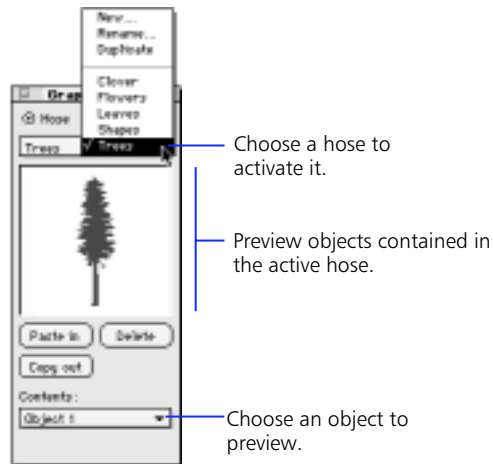 New...
Rename...
Duplicate
Clover
Flowers
Leaves
Shapes
Trees
Grap
Hose
Trees
Choose a hose to
activate it.
Preview objects contained in
the active hose.
Paste in
Delete
Copy out
Contents:
Object 1
Choose an object to
preview.